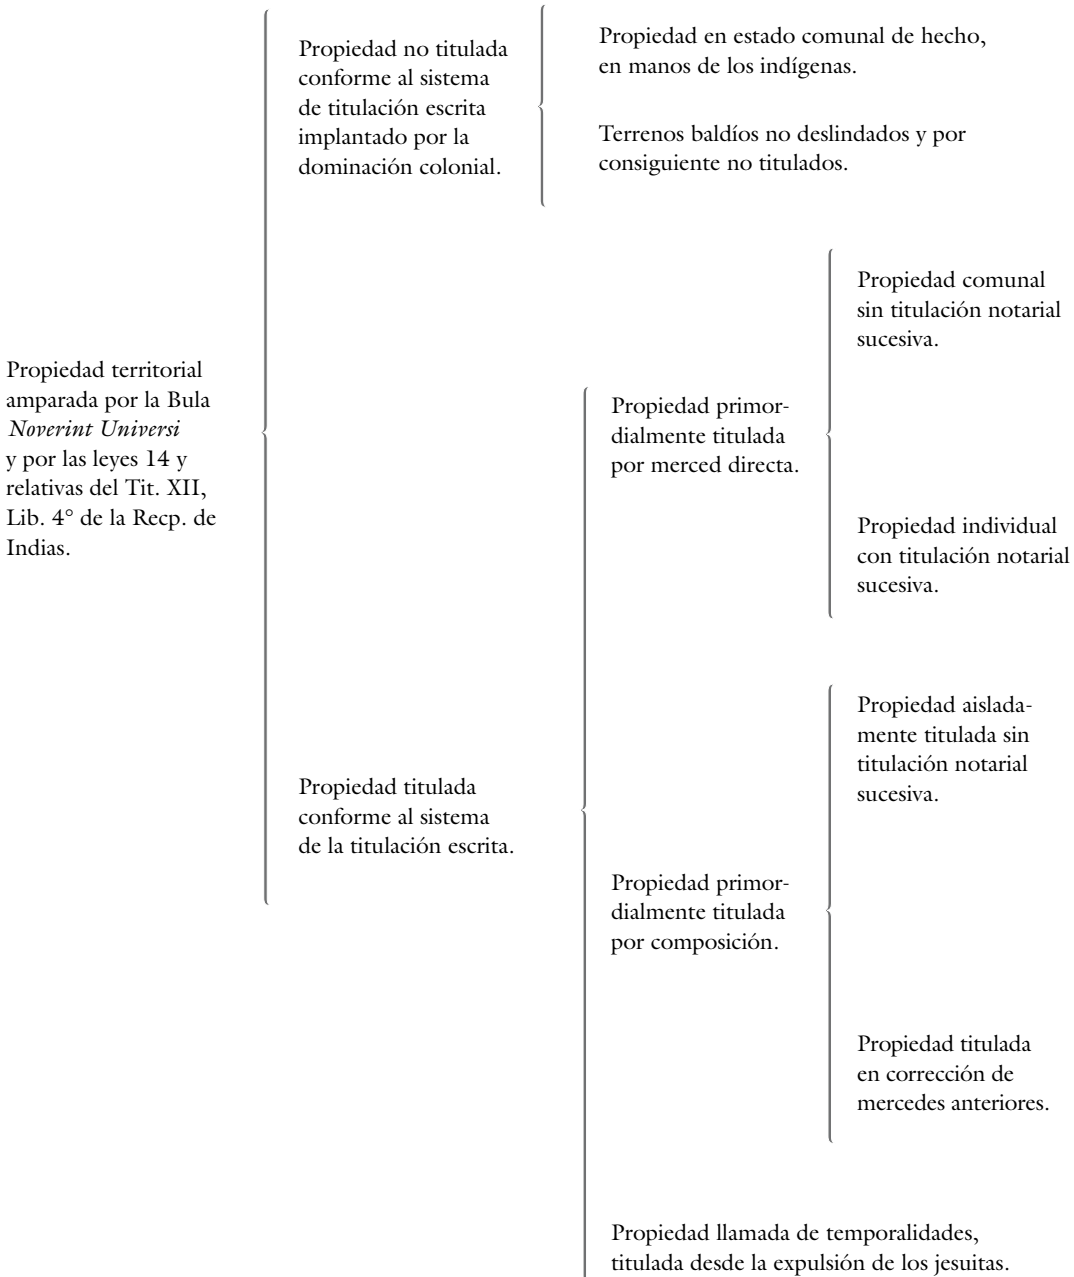 Propiedad territorial
amparada por la Bula
Noverint Universi
y por las leyes 14 y
relativas del Tit. XII,
Lib. 4° de la Recp. de
Indias.
Propiedad no titulada
conforme al sistema
de titulación escrita
implantado por la
dominación colonial.
Propiedad en estado comunal de hecho,
en manos de los indígenas.
Terrenos baldíos no deslindados y por
consiguiente no titulados.
Propiedad titulada
conforme al sistema
de la titulación escrita.
Propiedad primor-
dialmente titulada
por merced directa.
Propiedad comunal
sin titulación notarial
sucesiva.
Propiedad individual
con titulación notarial
sucesiva.
Propiedad primor-
dialmente titulada
por composición.
Propiedad aislada-
mente titulada sin
titulación notarial
sucesiva.
Propiedad titulada
en corrección de
mercedes anteriores.
Propiedad llamada de temporalidades,
titulada desde la expulsión de los jesuitas.